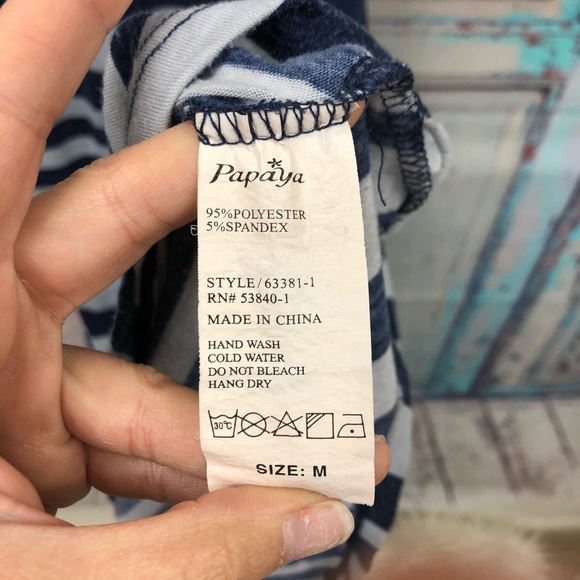 Papaya
95%POLYESTER
5%SPANDEX
STYLE/63381-1
RN# 53840-1
MADE IN CHINA
HAND WASH
COLD WATER
DO NOT BLEACH
HANG DRY
30°C
SIZE: M